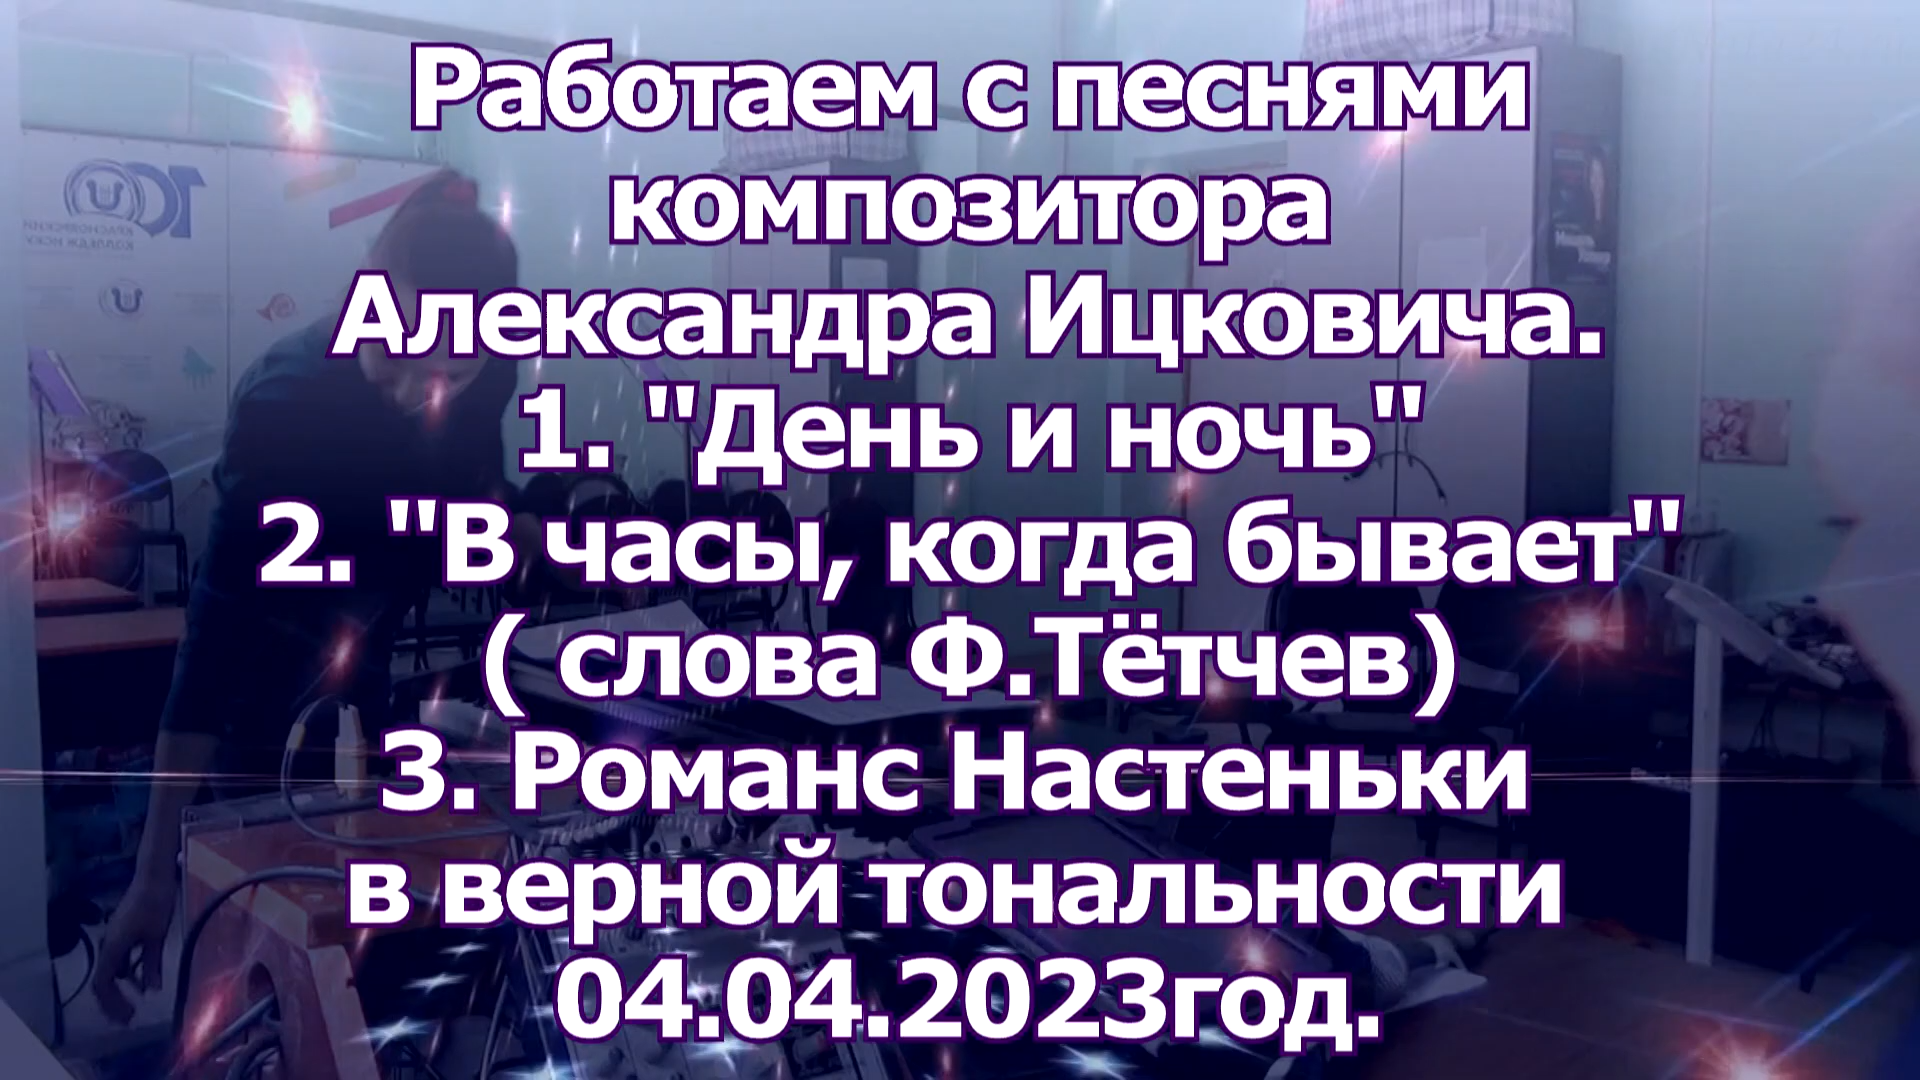 Работаем с песнями
композитора
Александра Ицковича.
1. "День и ночь"
2. "В часы, когда бывает"
( слова Ф.Тётчев)
3. Романс Настеньки
в верной тональности
04.04.2023год.